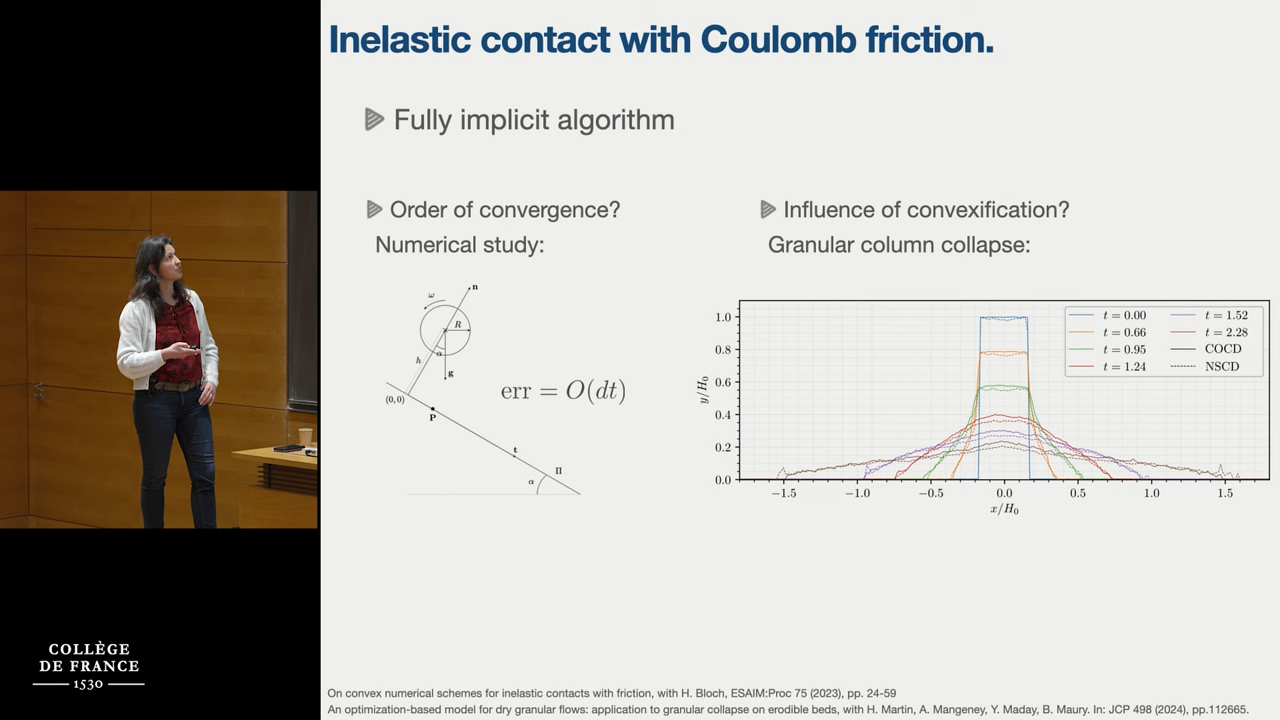 Inelastic contact with Coulomb friction.
Fully implicit algorithm
Order of convergence?
Numerical study:
n
ω
R
h
α
g
(0,0)
P
t
Π
α
err = O(dt)
Influence of convexification?
Granular column collapse:
y/H₀
1.0
0.8
0.6
0.4
0.2
0.0
t = 0.00
t = 0.66
t = 0.95
t = 1.24
t = 1.52
t = 2.28
COCD
NSCD
−1.5 −1.0 −0.5 0.0 0.5 1.0 1.5
x/H₀
COLLÈGE
DE FRANCE
1530
On convex numerical schemes for inelastic contacts with friction, with H. Bloch, ESAIM:Proc 75 (2023), pp. 24-59
An optimization-based model for dry granular flows: application to granular collapse on erodible beds, with H. Martin, A. Mangeney, Y. Maday, B. Maury. In: JCP 498 (2024), pp.112665.